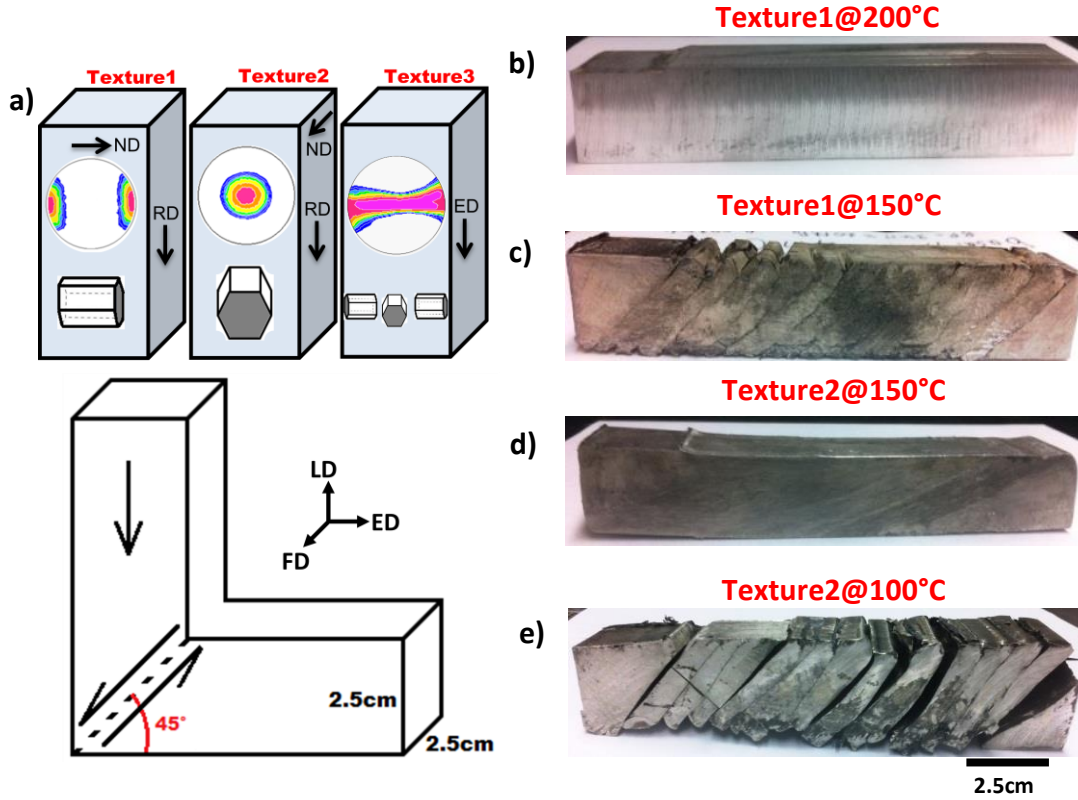 a)
Texture1
Texture2
Texture3
ND
RD
ND
RD
ED
LD
ED
FD
45°
2.5cm
2.5cm
Texture1@200°C
b)
Texture1@150°C
c)
Texture2@150°C
d)
Texture2@100°C
e)
2.5cm